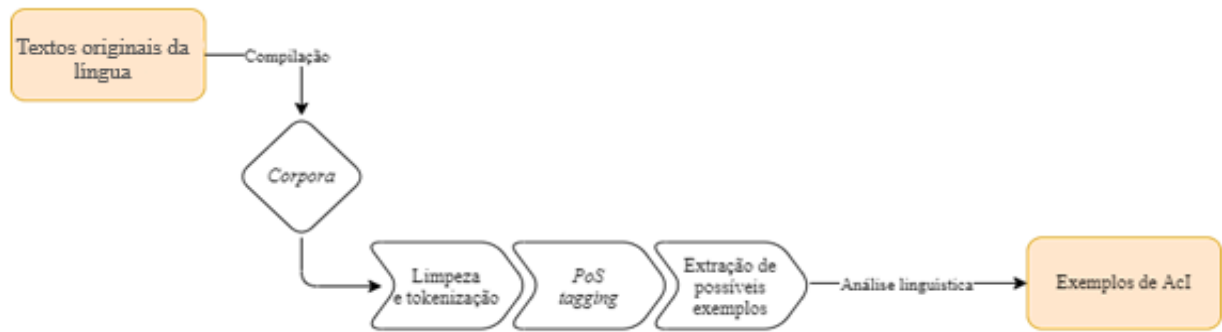 Textos originais da
língua
Compilação
Corpora
Limpeza
e tokenização
PoS
tagging
Extração de
possíveis
exemplos
Análise linguística
Exemplos de AcI